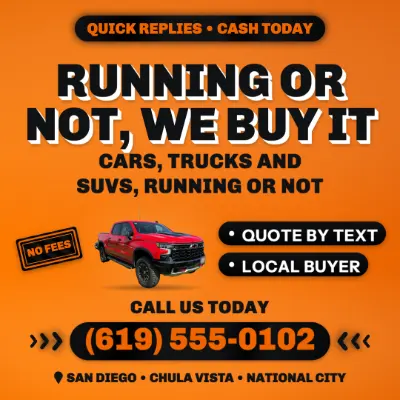 QUICK REPLIES • CASH TODAY
RUNNING OR
NOT, WE BUY IT
CARS, TRUCKS AND
SUVS, RUNNING OR NOT
NO FEES
• QUOTE BY TEXT
• LOCAL BUYER
CALL US TODAY
(619) 555-0102
SAN DIEGO • CHULA VISTA • NATIONAL CITY